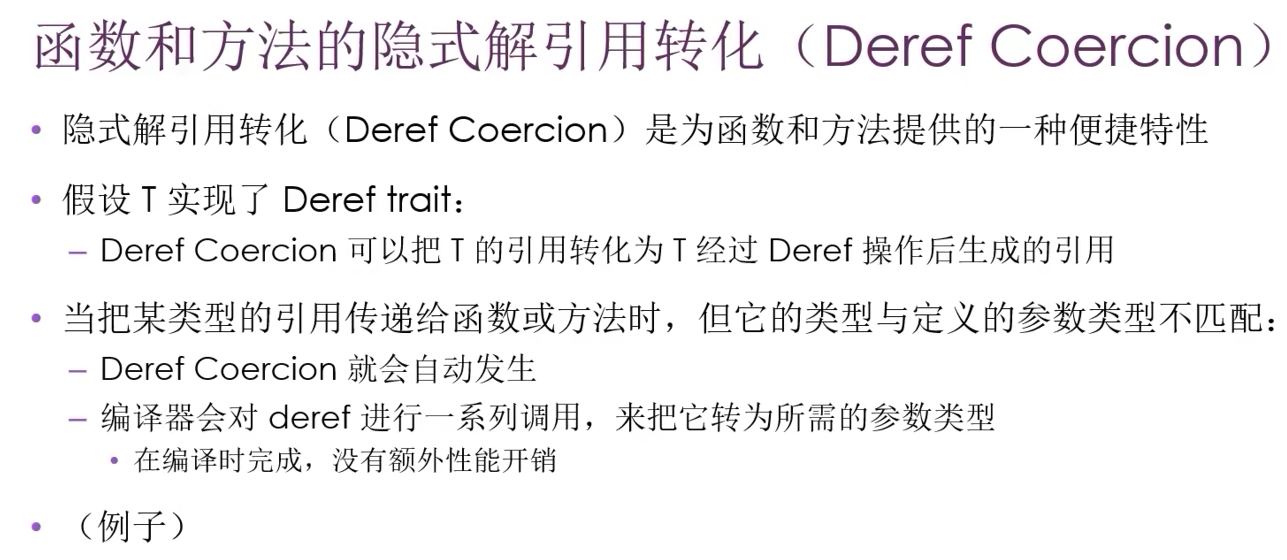 函数和方法的隐式解引用转化（Deref Coercion）
• 隐式解引用转化（Deref Coercion）是为函数和方法提供的一种便捷特性
• 假设 T 实现了 Deref trait：
– Deref Coercion 可以把 T 的引用转化为 T 经过 Deref 操作后生成的引用
• 当把某类型的引用传递给函数或方法时，但它的类型与定义的参数类型不匹配：
– Deref Coercion 就会自动发生
– 编译器会对 deref 进行一系列调用，来把它转为所需的参数类型
• 在编译时完成，没有额外性能开销
• （例子）